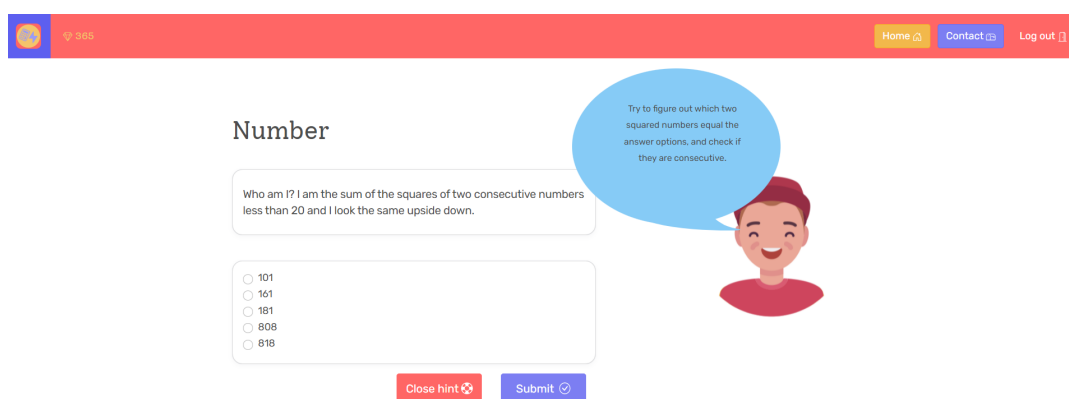 365
Home
Contact
Log out
Number
Try to figure out which two
squared numbers equal the
answer options, and check if
they are consecutive.
Who am I? I am the sum of the squares of two consecutive numbers
less than 20 and I look the same upside down.
101
161
181
808
818
Close hint
Submit